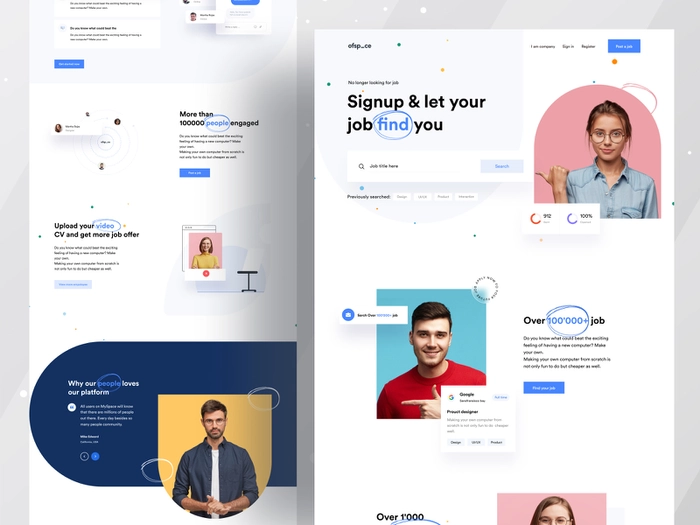 Do you know what could beat the
exciting feeling of having a new
computer? Make your own.
More than
100000 people engaged
Do you know what could beat the exciting
feeling of having a new computer? Make
your own.
Making your own computer from scratch is
not only fun to do but cheaper as well.
Post a job
Upload your video
CV and get more job offer
Do you know what could beat the exciting
feeling of having a new computer? Make
your own.
Making your own computer from scratch is
not only fun to do but cheaper as well.
Why our people loves
our platform
All users on MySpace will know
that there are millions of people
out there. Every day besides so
many people community.
Mike Edward
ofsp_ce
I am company
Sign in
Register
Post a job
No longer looking for job
Signup & let your
job find you
Job title here
Search
Previously searched:
Design
UI/UX
Product
Interaction
912
100%
Search Over 100'000+ job
Over 100'000+ job
Do you know what could beat the exciting
feeling of having a new computer? Make
your own.
Making your own computer from scratch is
not only fun to do but cheaper as well.
Find your job
Google
Full time
Product designer
Making your own computer from
scratch is not only fun to do cheaper
well.
Design
UI/UX
Product
Over 1'000